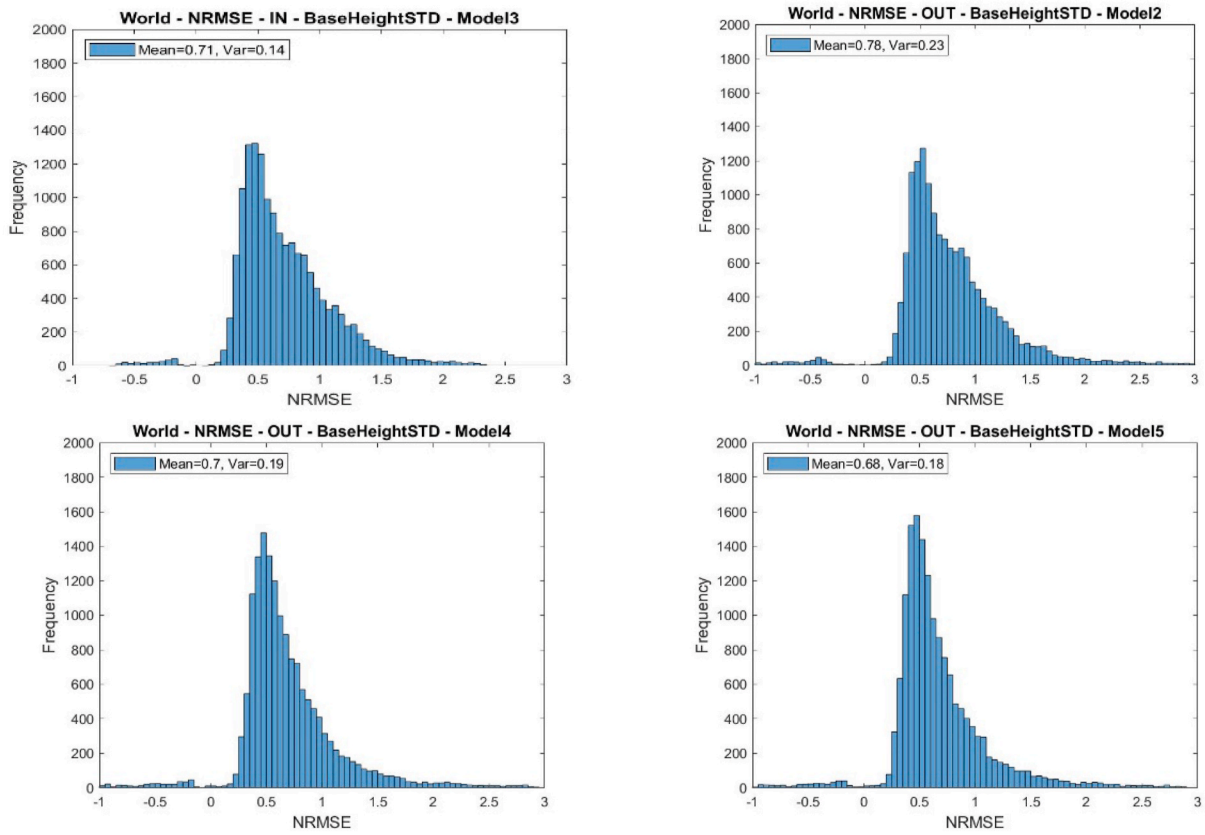 World - NRMSE - IN - BaseHeightSTD - Model3
Mean=0.71, Var=0.14
2000
1800
1600
1400
1200
1000
800
600
400
200
0
Frequency
-1 -0.5 0 0.5 1 1.5 2 2.5 3
NRMSE
World - NRMSE - OUT - BaseHeightSTD - Model2
Mean=0.78, Var=0.23
2000
1800
1600
1400
1200
1000
800
600
400
200
0
Frequency
-1 -0.5 0 0.5 1 1.5 2 2.5 3
NRMSE
World - NRMSE - OUT - BaseHeightSTD - Model4
Mean=0.7, Var=0.19
2000
1800
1600
1400
1200
1000
800
600
400
200
0
Frequency
-1 -0.5 0 0.5 1 1.5 2 2.5 3
NRMSE
World - NRMSE - OUT - BaseHeightSTD - Model5
Mean=0.68, Var=0.18
2000
1800
1600
1400
1200
1000
800
600
400
200
0
Frequency
-1 -0.5 0 0.5 1 1.5 2 2.5 3
NRMSE